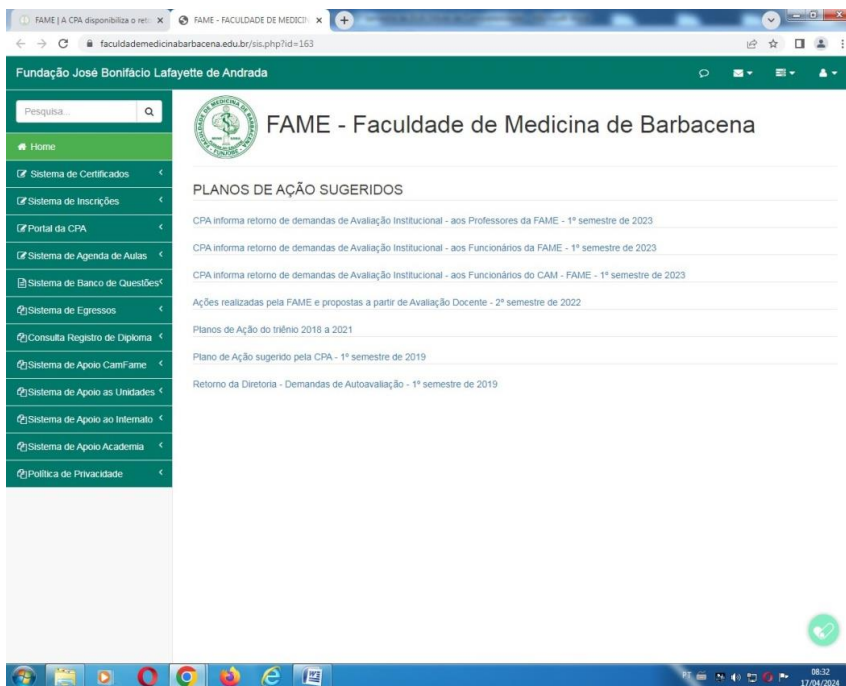 FAME | A CPA disponibiliza o reto
FAME - FACULDADE DE MEDICIN
faculdademedicinabarbacena.edu.br/sis.php?id=163
Fundação José Bonifácio Lafayette de Andrada
Pesquisa...
Home
Sistema de Certificados
Sistema de Inscrições
Portal da CPA
Sistema de Agenda de Aulas
Sistema de Banco de Questões
Sistema de Egressos
Consulta Registro de Diploma
Sistema de Apoio CamFame
Sistema de Apoio as Unidades
Sistema de Apoio ao Internato
Sistema de Apoio Academia
Política de Privacidade
FAME - Faculdade de Medicina de Barbacena
PLANOS DE AÇÃO SUGERIDOS
CPA informa retorno de demandas de Avaliação Institucional - aos Professores da FAME - 1º semestre de 2023
CPA informa retorno de demandas de Avaliação Institucional - aos Funcionários da FAME - 1º semestre de 2023
CPA informa retorno de demandas de Avaliação Institucional - aos Funcionários do CAM - FAME - 1º semestre de 2023
Ações realizadas pela FAME e propostas a partir de Avaliação Docente - 2º semestre de 2022
Planos de Ação do triênio 2018 a 2021
Plano de Ação sugerido pela CPA - 1º semestre de 2019
Retorno da Diretoria - Demandas de Autoavaliação - 1º semestre de 2019
PT
08:32
17/04/2024